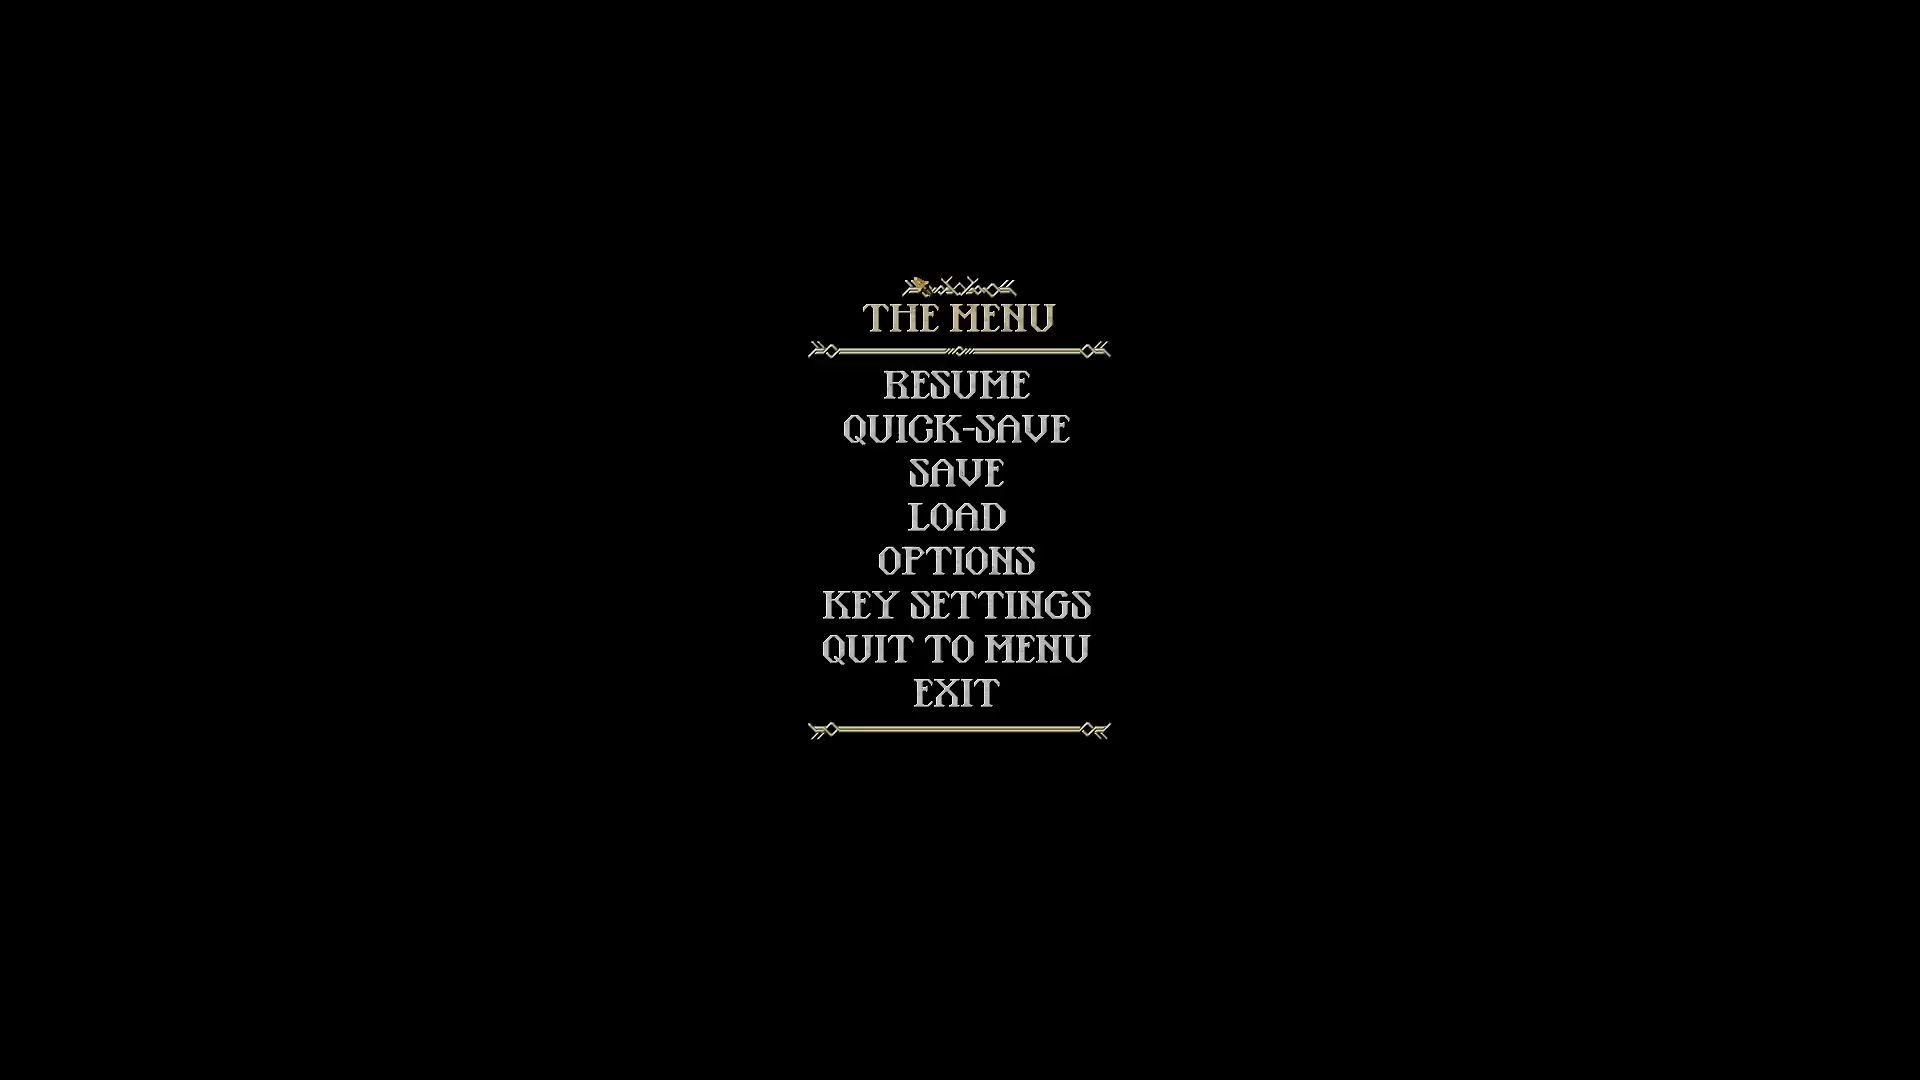 THE MENU
RESUME
QUICK-SAVE
SAVE
LOAD
OPTIONS
KEY SETTINGS
QUIT TO MENU
EXIT